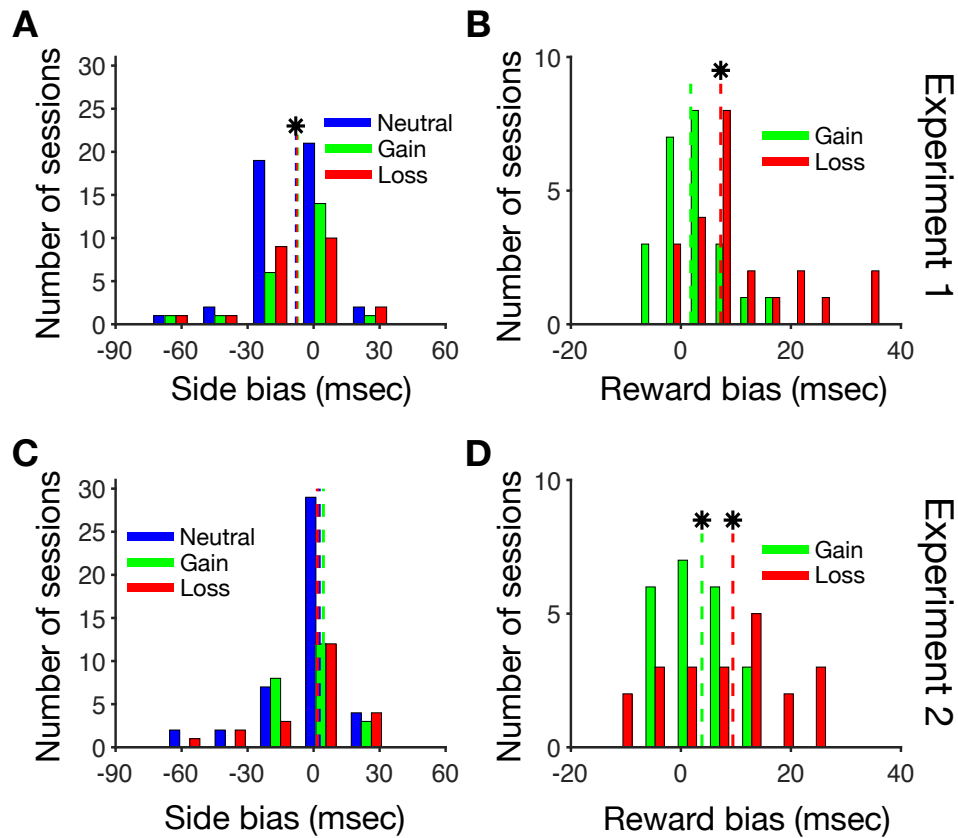 A
Number of sessions
30
25
20
15
10
5
0
-90 -60 -30 0 30 60
Side bias (msec)
*
Neutral
Gain
Loss
B
Number of sessions
10
5
0
-20 0 20 40
Reward bias (msec)
*
Gain
Loss
Experiment 1
C
Number of sessions
30
25
20
15
10
5
0
-90 -60 -30 0 30 60
Side bias (msec)
Neutral
Gain
Loss
D
Number of sessions
10
5
0
-20 0 20 40
Reward bias (msec)
* *
Gain
Loss
Experiment 2